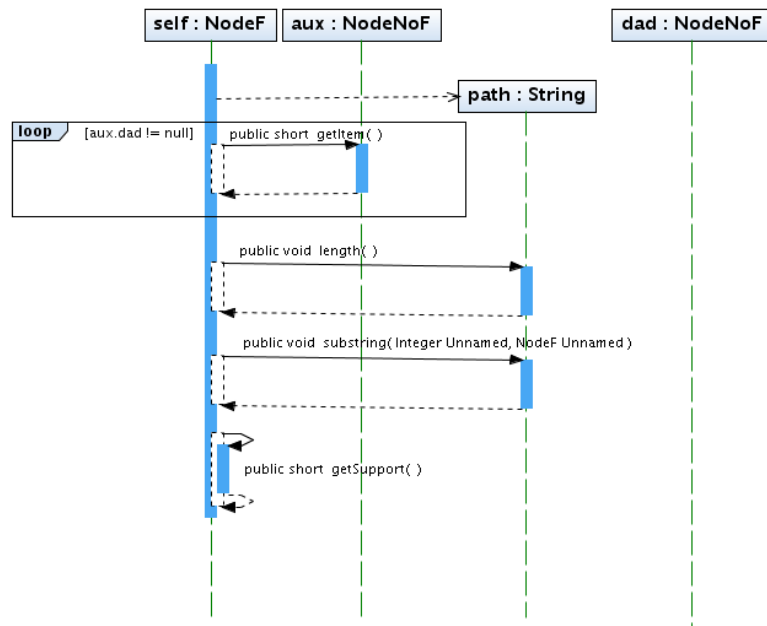 self : NodeF
aux : NodeNoF
dad : NodeNoF
path : String
loop
[aux.dad != null]
public short getItem( )
public void length( )
public void substring( Integer Unnamed, NodeF Unnamed )
public short getSupport( )